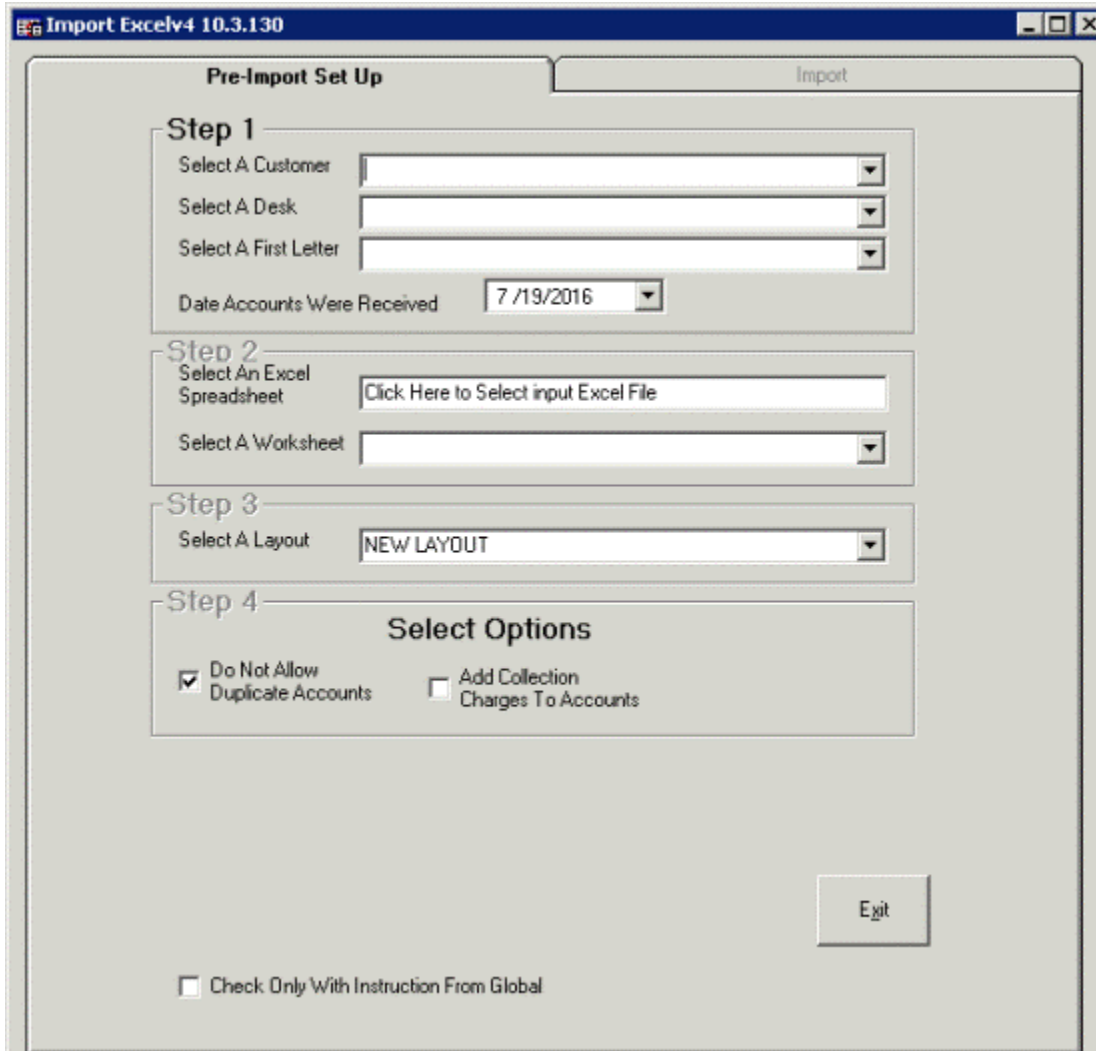 Import Excelv4 10.3.130
Pre-Import Set Up
Import
Step 1
Select A Customer
Select A Desk
Select A First Letter
Date Accounts Were Received
7 /19/2016
Step 2
Select An Excel
Spreadsheet
Click Here to Select input Excel File
Select A Worksheet
Step 3
Select A Layout
NEW LAYOUT
Step 4
Select Options
Do Not Allow
Duplicate Accounts
Add Collection
Charges To Accounts
Exit
Check Only With Instruction From Global